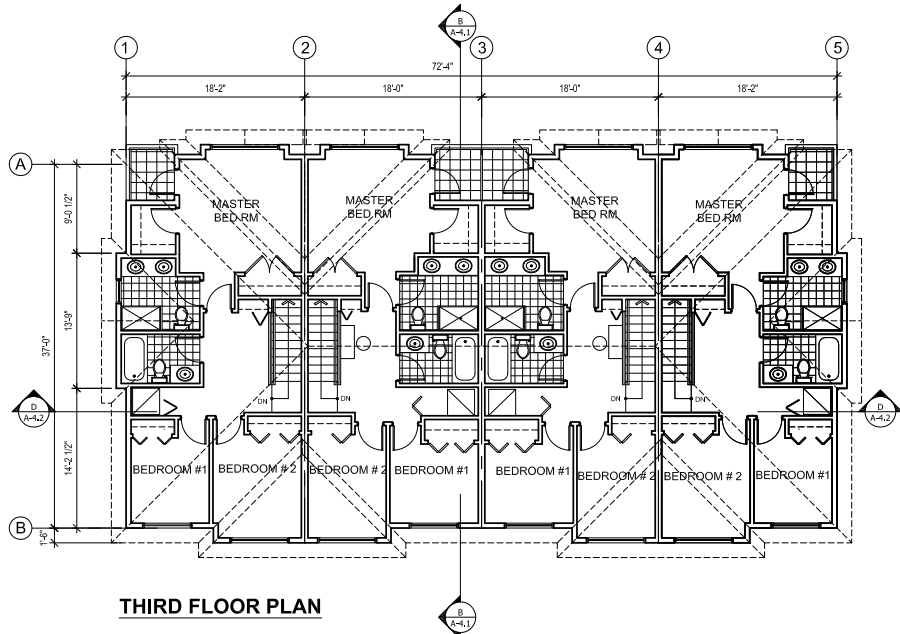 B
A-4.1
1
2
3
4
5
72'-4"
18'-2"
18'-0"
18'-0"
18'-2"
A
9'-0 1/2"
MASTER
BED RM
MASTER
BED RM
MASTER
BED RM
MASTER
BED RM
13'-9"
37'-0"
D
A-4.2
DN
DN
DN
DN
D
A-4.2
14'-2 1/2"
BEDROOM #1
BEDROOM # 2
BEDROOM # 2
BEDROOM #1
BEDROOM #1
BEDROOM # 2
BEDROOM # 2
BEDROOM #1
B
1'-6"
THIRD FLOOR PLAN
B
A-4.1